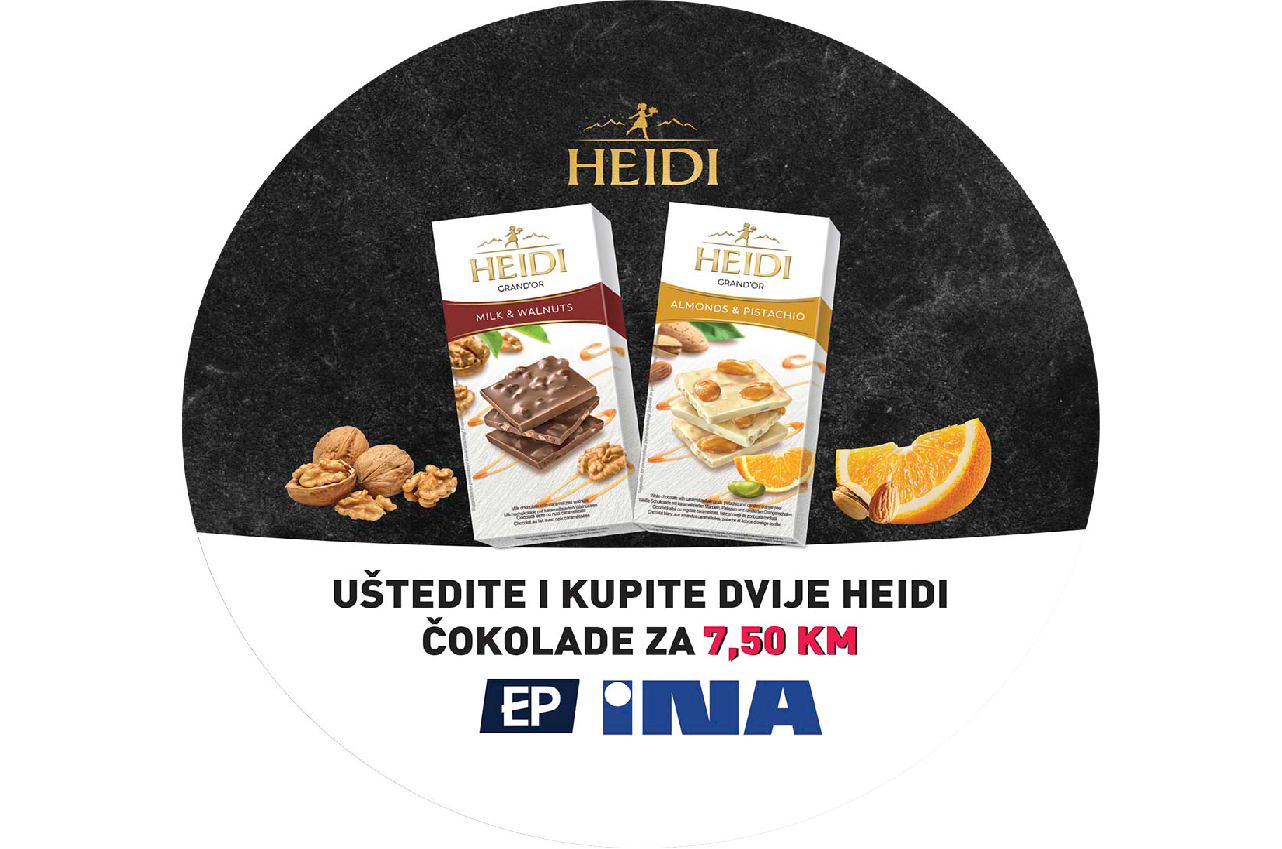 HEIDI
HEIDI
GRAND'OR
MILK & WALNUTS
HEIDI
GRAND'OR
ALMONDS & PISTACHIO
UŠTEDITE I KUPITE DVIJE HEIDI
ČOKOLADE ZA 7,50 KM
EP INA